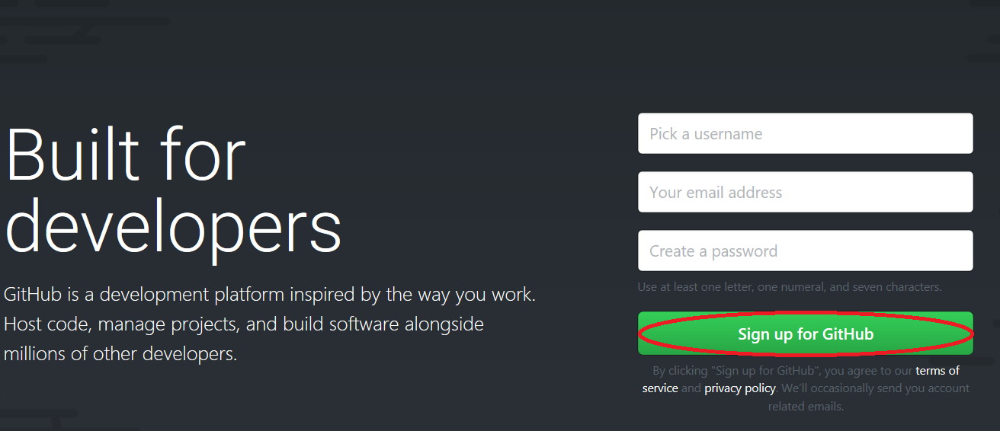 Built for
developers
GitHub is a development platform inspired by the way you work.
Host code, manage projects, and build software alongside
millions of other developers.
Pick a username
Your email address
Create a password
Use at least one letter, one numeral, and seven characters.
Sign up for GitHub
By clicking "Sign up for GitHub", you agree to our terms of
service and privacy policy. We'll occasionally send you account
related emails.